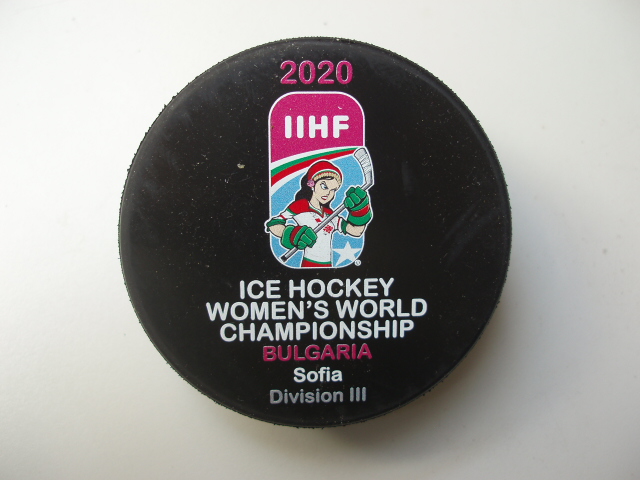 2020
IIHF
ICE HOCKEY
WOMEN'S WORLD
CHAMPIONSHIP
BULGARIA
Sofia
Division III